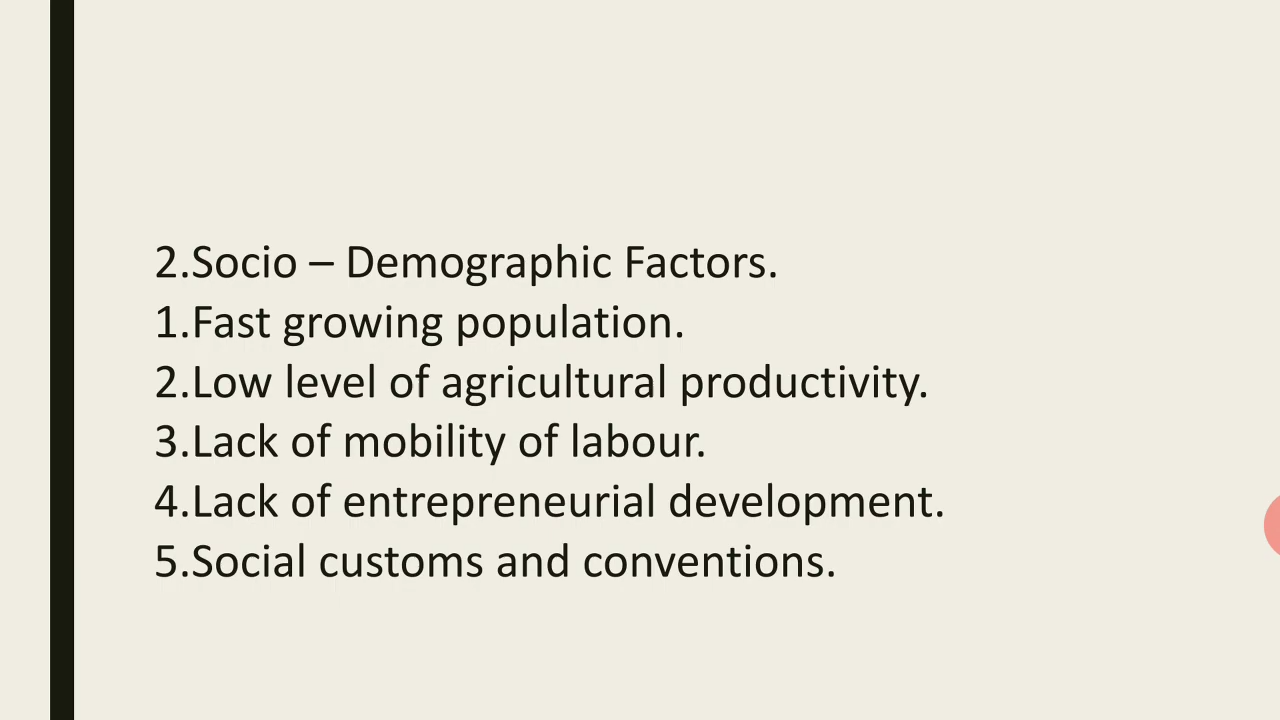 2.Socio – Demographic Factors.
1.Fast growing population.
2.Low level of agricultural productivity.
3.Lack of mobility of labour.
4.Lack of entrepreneurial development.
5.Social customs and conventions.